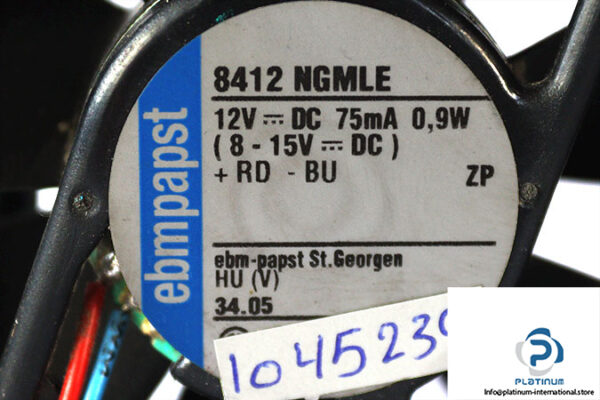 ebmpapst
8412 NGMLE
12V ⎓ DC 75mA 0,9W
( 8 - 15V ⎓ DC )
+ RD - BU
ZP
ebm-papst St.Georgen
HU (V)
34.05
PLATINUM
Info@platinum-international.store